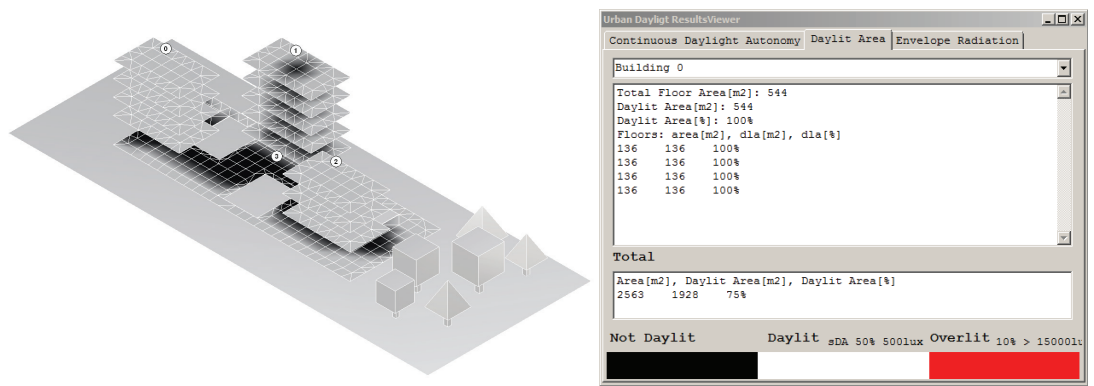 0
1
3
2
Urban Dayligt ResultsViewer
Continuous Daylight Autonomy Daylit Area Envelope Radiation
Building 0
Total Floor Area[m2]: 544
Daylit Area[m2]: 544
Daylit Area[%]: 100%
Floors: area[m2], dla[m2], dla[%]
136 136 100%
136 136 100%
136 136 100%
136 136 100%
Total
Area[m2], Daylit Area[m2], Daylit Area[%]
2563 1928 75%
Not Daylit Daylit sDA 50% 500lux Overlit 10% > 15000lu